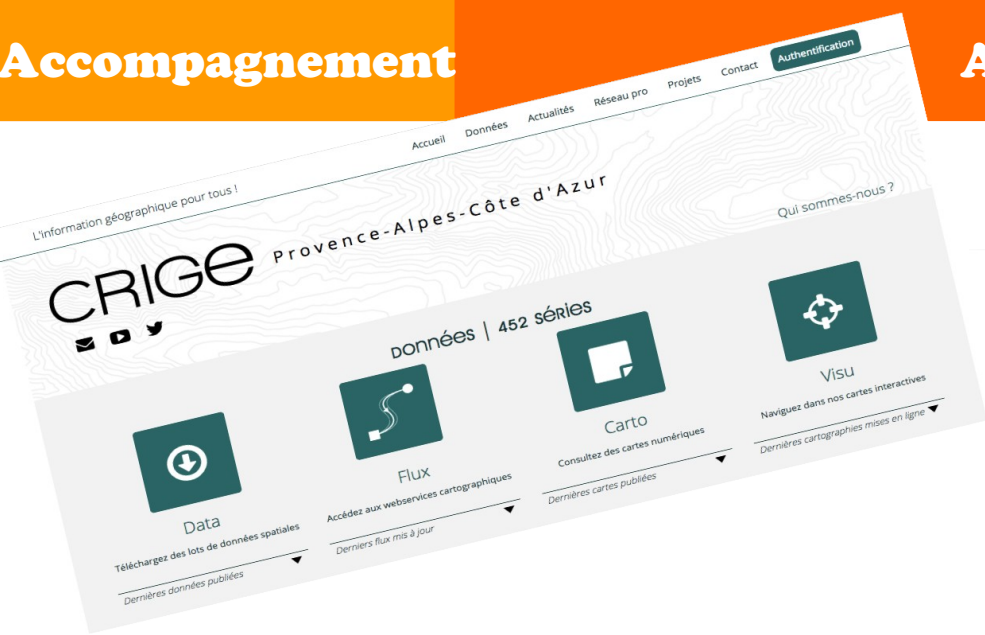 Accompagnement
A
Accueil Données Actualités Réseau pro Projets Contact Authentification
L'information géographique pour tous !
CRIGE Provence-Alpes-Côte d'Azur
Qui sommes-nous ?
Données | 452 séries
Data
Téléchargez des lots de données spatiales
Dernières données publiées
Flux
Accédez aux webservices cartographiques
Derniers flux mis à jour
Carto
Consultez des cartes numériques
Dernières cartes publiées
Visu
Naviguez dans nos cartes interactives
Dernières cartographies mises en ligne